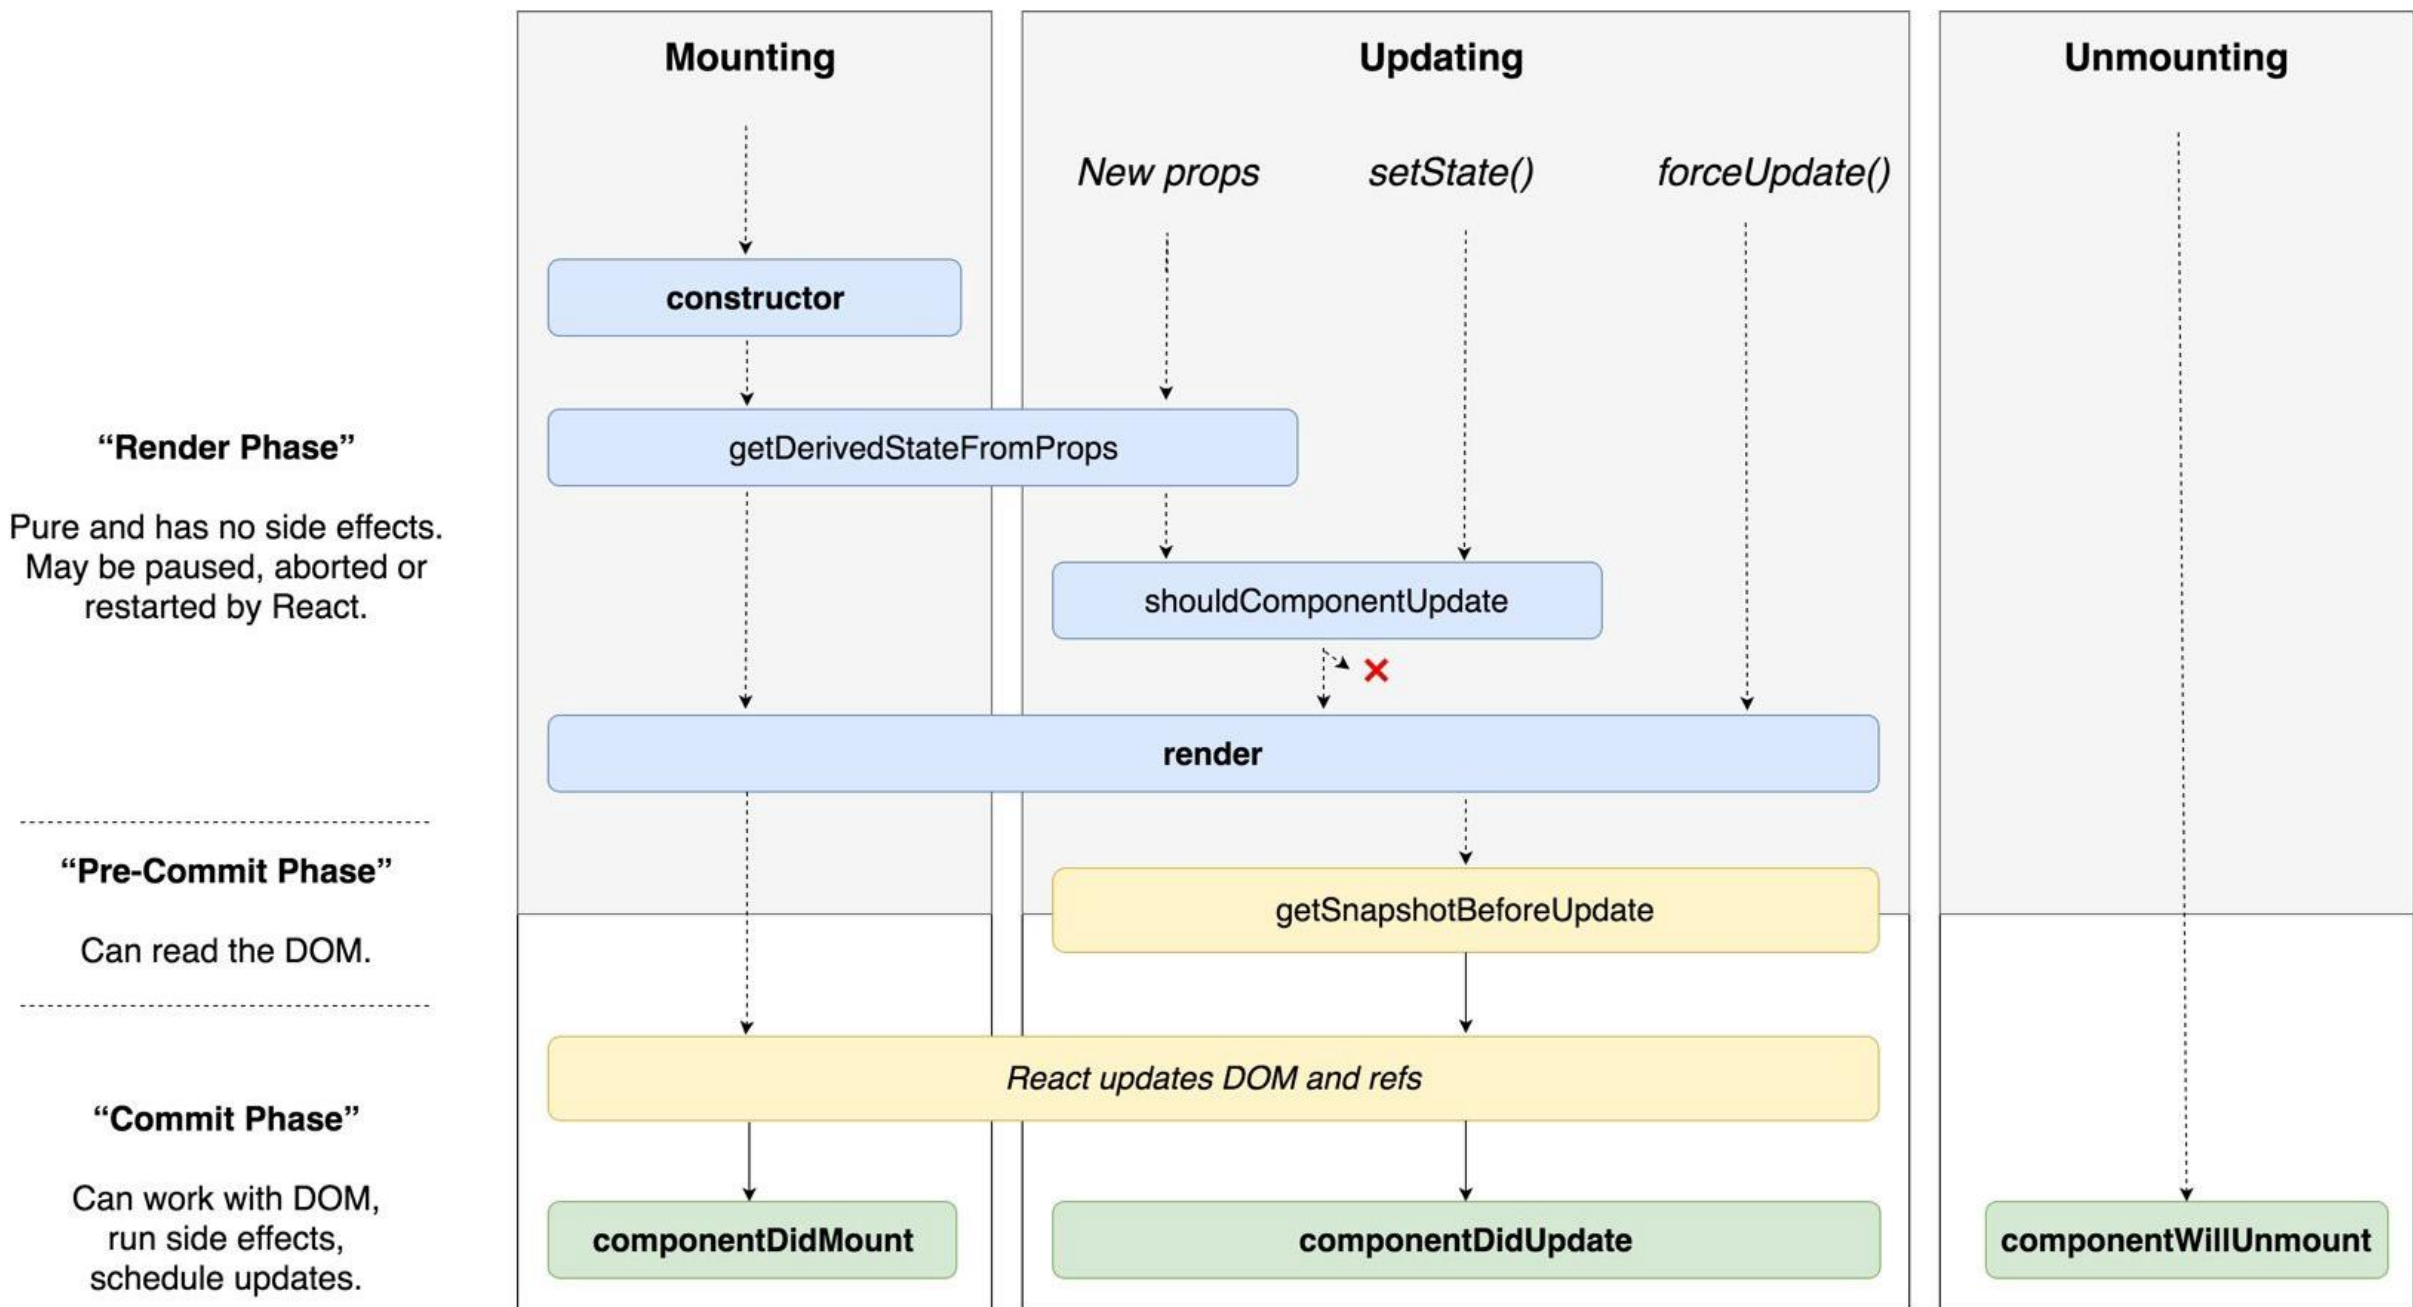 Mounting
Updating
Unmounting
New props
setState()
forceUpdate()
constructor
“Render Phase”
getDerivedStateFromProps
Pure and has no side effects.
May be paused, aborted or
restarted by React.
shouldComponentUpdate
render
“Pre-Commit Phase”
getSnapshotBeforeUpdate
Can read the DOM.
React updates DOM and refs
“Commit Phase”
Can work with DOM,
run side effects,
schedule updates.
componentDidMount
componentDidUpdate
componentWillUnmount